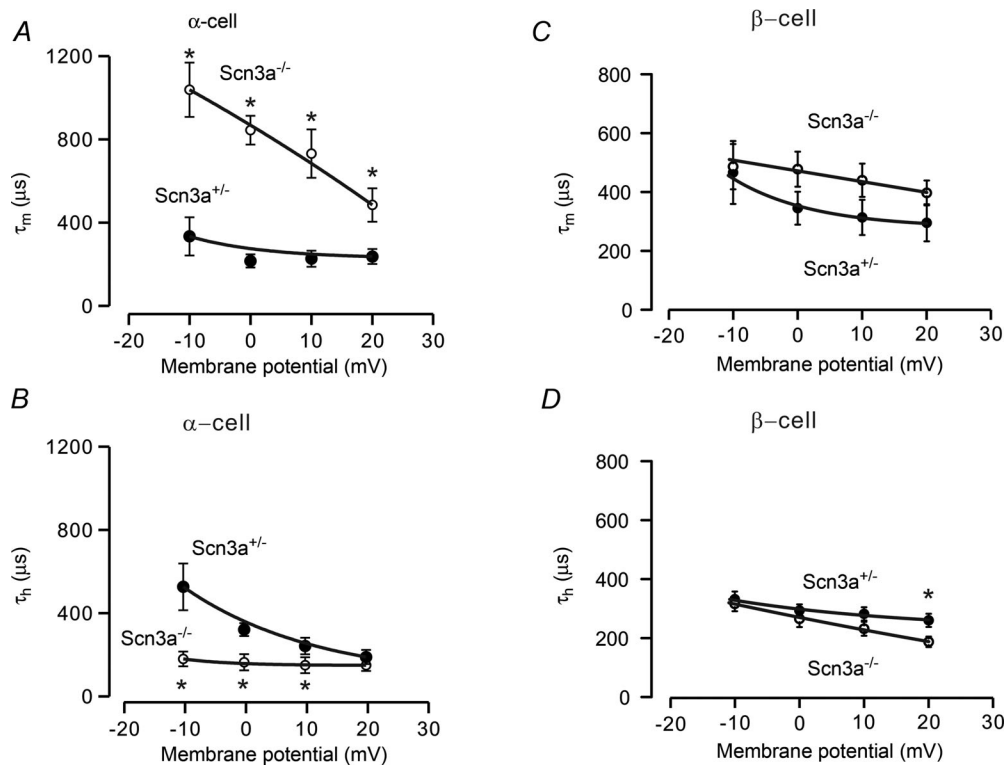 A
α-cell
1200
800
400
0
τm (μs)
Scn3a-/-
Scn3a+/-
*
*
*
*
-20 -10 0 10 20 30
Membrane potential (mV)
B
α-cell
1200
800
400
0
τh (μs)
Scn3a+/-
Scn3a-/-
* * *
-20 -10 0 10 20 30
Membrane potential (mV)
C
β-cell
800
600
400
200
0
τm (μs)
Scn3a-/-
Scn3a+/-
-20 -10 0 10 20 30
Membrane potential (mV)
D
β-cell
800
600
400
200
0
τh (μs)
Scn3a+/-
*
Scn3a-/-
-20 -10 0 10 20 30
Membrane potential (mV)